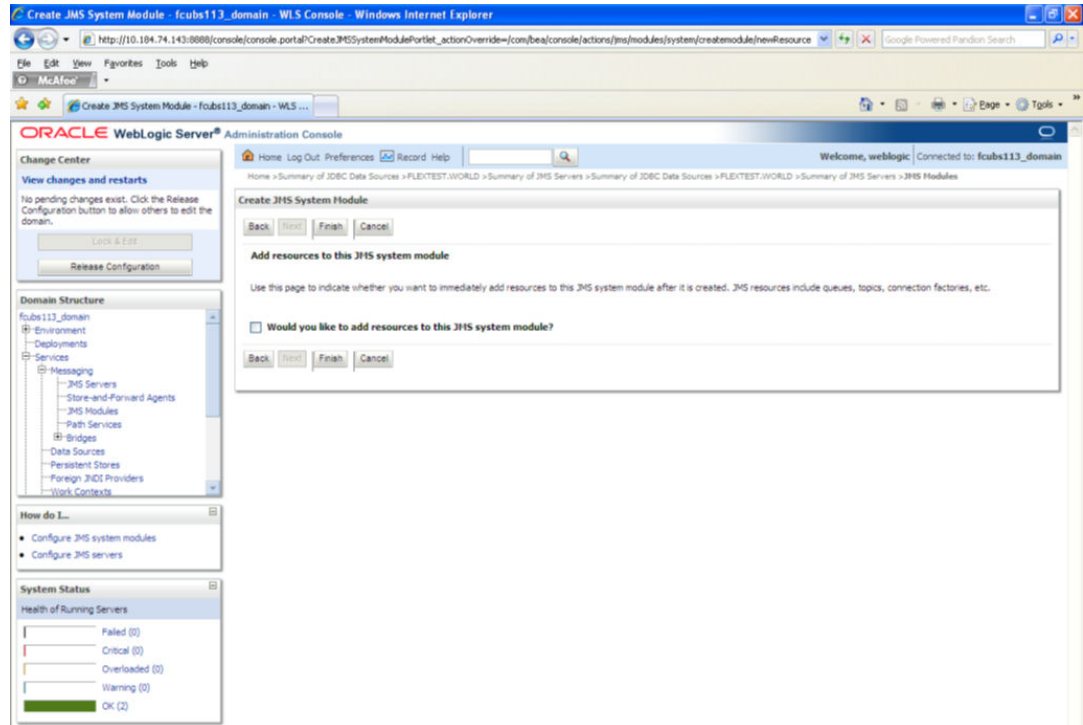 Create JMS System Module - fcubs113_domain - WLS Console - Windows Internet Explorer
http://10.184.74.143:8888/console/console.portal?CreateJMSSystemModulePortlet_actionOverride=/com/bea/console/actions/jms/modules/system/createmodule/newResource
Google Powered Pandion Search
File Edit View Favorites Tools Help
McAfee
Create JMS System Module - fcubs113_domain - WLS ...
Page Tools
ORACLE WebLogic Server® Administration Console
Change Center
View changes and restarts
No pending changes exist. Click the Release
Configuration button to allow others to edit the
domain.
Lock & Edit
Release Configuration
Domain Structure
fcubs113_domain
Environment
Deployments
Services
Messaging
JMS Servers
Store-and-Forward Agents
JMS Modules
Path Services
Bridges
Data Sources
Persistent Stores
Foreign JNDI Providers
Work Contexts
How do I...
Configure JMS system modules
Configure JMS servers
System Status
Health of Running Servers
Failed (0)
Critical (0)
Overloaded (0)
Warning (0)
OK (2)
Home Log Out Preferences Record Help
Welcome, weblogic Connected to: fcubs113_domain
Home >Summary of JDBC Data Sources >FLEXTEST.WORLD >Summary of JMS Servers >Summary of JDBC Data Sources >FLEXTEST.WORLD >Summary of JMS Servers >JMS Modules
Create JMS System Module
Back Next Finish Cancel
Add resources to this JMS system module
Use this page to indicate whether you want to immediately add resources to this JMS system module after it is created. JMS resources include queues, topics, connection factories, etc.
Would you like to add resources to this JMS system module?
Back Next Finish Cancel